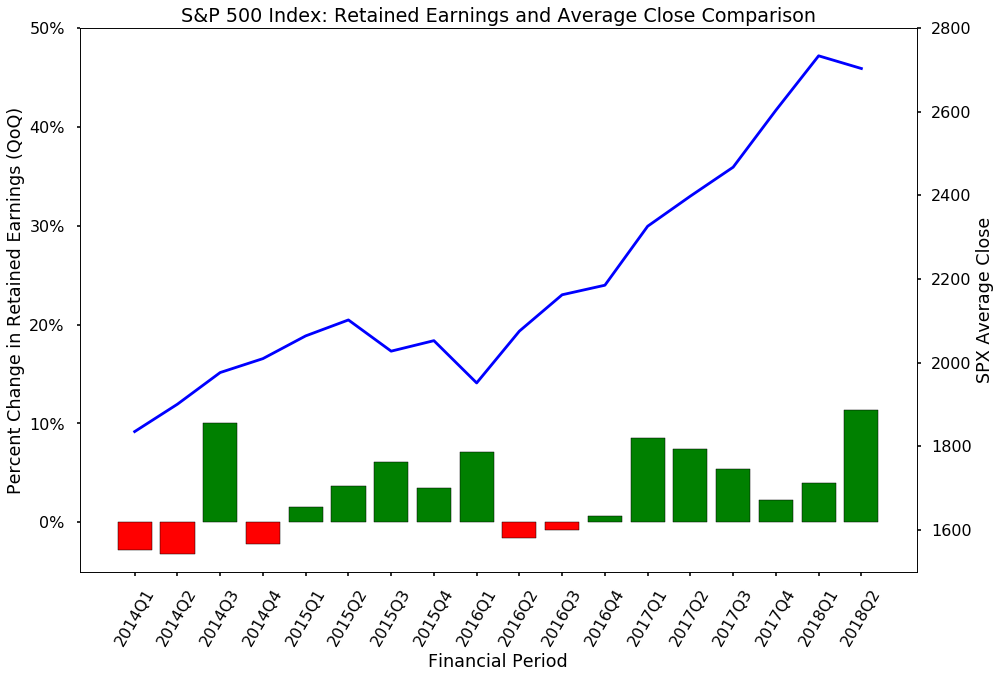 S&P 500 Index: Retained Earnings and Average Close Comparison
Percent Change in Retained Earnings (QoQ)
50%
40%
30%
20%
10%
0%
2800
2600
2400
2200
2000
1800
1600
SPX Average Close
2014Q1
2014Q2
2014Q3
2014Q4
2015Q1
2015Q2
2015Q3
2015Q4
2016Q1
2016Q2
2016Q3
2016Q4
2017Q1
2017Q2
2017Q3
2017Q4
2018Q1
2018Q2
Financial Period